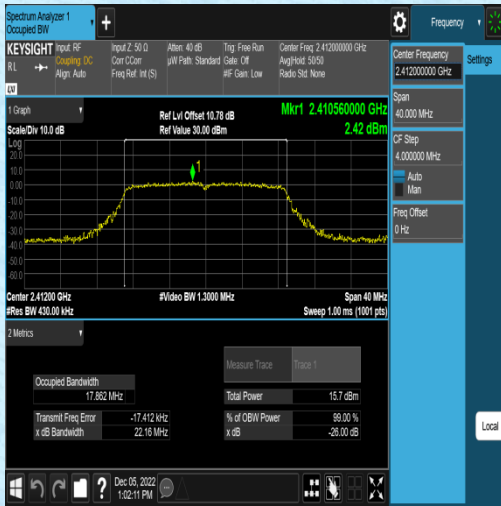 Spectrum Analyzer 1
Occupied BW
+
Frequency
KEYSIGHT
RL
Input: RF
Coupling: DC
Align: Auto
Input Z: 50 Ω
Corr CCorr
Freq Ref: Int (S)
Atten: 40 dB
µW Path: Standard
Trig: Free Run
Gate: Off
#IF Gain: Low
Center Freq: 2.412000000 GHz
Avg|Hold: 50/50
Radio Std: None
Center Frequency
2.412000000 GHz
Settings
Span
40.000 MHz
CF Step
4.000000 MHz
Auto
Man
Freq Offset
0 Hz
Local
1 Graph
Scale/Div 10.0 dB
Ref Lvl Offset 10.78 dB
Ref Value 30.00 dBm
Mkr1 2.410560000 GHz
2.42 dBm
Log
20.0
10.0
0.00
-10.0
-20.0
-30.0
-40.0
-50.0
-60.0
1
Center 2.41200 GHz
#Res BW 430.00 kHz
#Video BW 1.3000 MHz
Span 40 MHz
Sweep 1.00 ms (1001 pts)
2 Metrics
Measure Trace
Trace 1
Occupied Bandwidth
17.862 MHz
Total Power
15.7 dBm
Transmit Freq Error
-17.412 kHz
% of OBW Power
99.00 %
x dB Bandwidth
22.16 MHz
x dB
-26.00 dB
?
Dec 05, 2022
1:02:11 PM